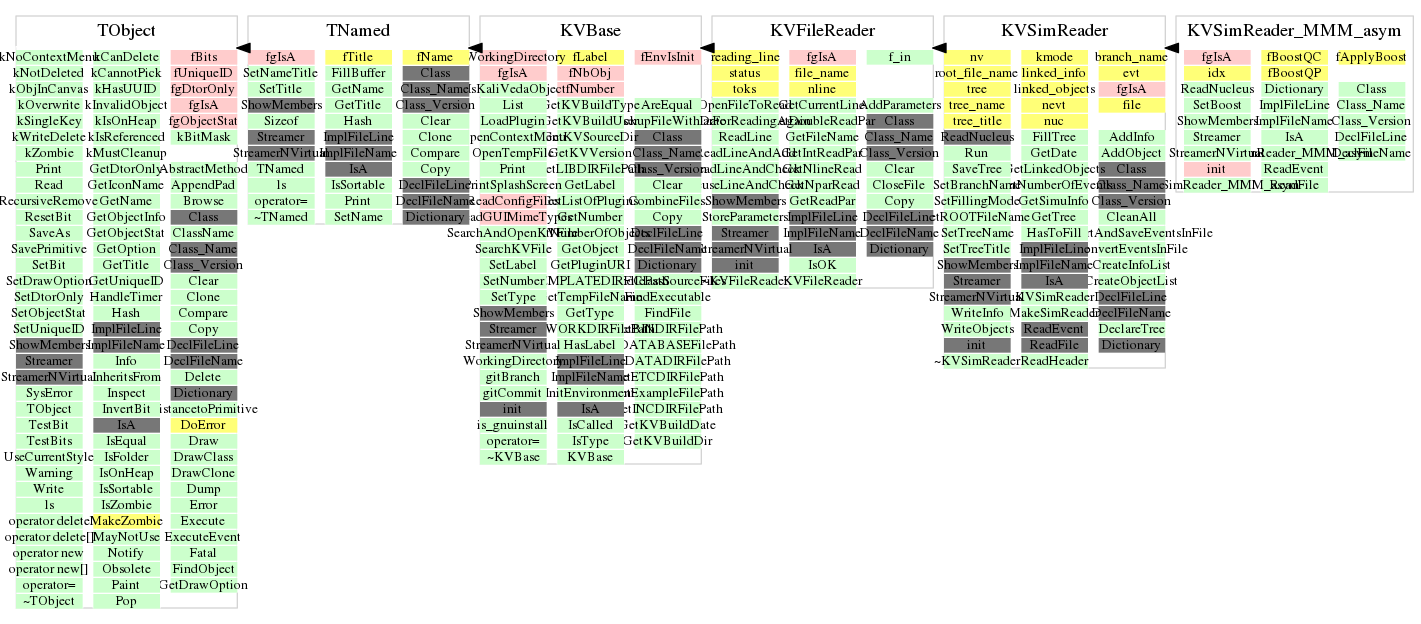 TObject
kNoContextMenu kCanDelete fBits
kNotDeleted kCannotPick fUniqueID
kObjInCanvas kHasUUID fgDtorOnly
kOverwrite kInvalidObject fgIsA
kSingleKey kIsOnHeap fgObjectStat
kWriteDelete kIsReferenced kBitMask
kZombie kMustCleanup
Print GetDtorOnly AbstractMethod
Read GetIconName AppendPad
RecursiveRemove GetName Browse
ResetBit GetObjectInfo Class
SaveAs GetObjectStat ClassName
SavePrimitive GetOption Class_Name
SetBit GetTitle Class_Version
SetDrawOption GetUniqueID Clear
SetDtorOnly HandleTimer Clone
SetObjectStat Hash Compare
SetUniqueID ImplFileLine Copy
ShowMembers ImplFileName DeclFileLine
Streamer Info DeclFileName
StreamerNVirtual InheritsFrom Delete
SysError Inspect Dictionary
TObject InvertBit istancetoPrimitive
TestBit IsA DoError
TestBits IsEqual Draw
UseCurrentStyle IsFolder DrawClass
Warning IsOnHeap DrawClone
Write IsSortable Dump
ls IsZombie Error
operator delete MakeZombie Execute
operator delete[] MayNotUse ExecuteEvent
operator new Notify Fatal
operator new[] Obsolete FindObject
operator= Paint GetDrawOption
~TObject Pop
TNamed
fgIsA fTitle fName
SetNameTitle FillBuffer Class
SetTitle GetName Class_Name
ShowMembers GetTitle Class_Version
Sizeof Hash Clear
Streamer ImplFileLine Clone
StreamerNVirtual ImplFileName Compare
TNamed IsA Copy
ls IsSortable DeclFileLine
operator= Print DeclFileName
~TNamed SetName Dictionary
KVBase
WorkingDirectory fLabel fEnvIsInit
fgIsA fNbObj
IsKaliVedaObject fNumber
List GetKVBuildType AreEqual
LoadPlugin GetKVBuildUser
OpenContextMenu GetKVSourceDir Class
OpenTempFile GetKVVersion Class_Name
Print GetLIBDIRFilePath Class_Version
PrintSplashScreen GetLabel Clear
ReadConfigFiles GetListOfPlugins CombineFiles
ReadGUIMimeTypes GetNumber Copy
SearchAndOpenKVFile GetNumberOfObjects DeclFileLine
SearchKVFile GetObject DeclFileName
SetLabel GetPluginURI Dictionary
SetNumber
SetType GetTempFileName FindExecutable
ShowMembers GetType FindFile
Streamer GetWORKDIRFilePath GetBINDIRFilePath
StreamerNVirtual HasLabel GetDATABASEFilePath
WorkingDirectory ImplFileLine GetDATADIRFilePath
gitBranch ImplFileName GetETCDIRFilePath
gitCommit InitEnvironment GetExampleFilePath
init IsA GetINCDIRFilePath
is_gnuinstall IsCalled GetKVBuildDate
operator= IsType GetKVBuildDir
~KVBase KVBase
KVFileReader
reading_line fgIsA f_in
status file_name
toks nline
OpenFileToRead GetCurrentLine AddParameters
GetDoubleReadPar Class
ReadLine GetFileName Class_Name
GetIntReadPar Class_Version
GetNlineRead Clear
GetNparRead CloseFile
ShowMembers GetReadPar Copy
StoreParameters ImplFileLine DeclFileLine
Streamer ImplFileName DeclFileName
StreamerNVirtual IsA Dictionary
init IsOK
~KVFileReader KVFileReader
KVSimReader
nv kmode branch_name
root_file_name linked_info evt
tree linked_objects fgIsA
tree_name nevt file
tree_title nuc
ReadNucleus FillTree AddInfo
Run GetDate AddObject
SaveTree GetLinkedObjects Class
SetBranchName GetNumberOfEvents Class_Name
SetFillingMode GetSimuInfo Class_Version
SetROOTFileName GetTree CleanAll
SetTreeName HasToFill ConvertAndSaveEventsInFile
SetTreeTitle ImplFileLine ConvertEventsInFile
ShowMembers ImplFileName CreateInfoList
Streamer IsA CreateObjectList
StreamerNVirtual KVSimReader DeclFileLine
WriteInfo MakeSimReader DeclFileName
WriteObjects ReadEvent DeclareTree
init ReadFile Dictionary
~KVSimReader ReadHeader
KVSimReader_MMM_asym
fgIsA fBoostQC fApplyBoost
idx fBoostQP
ReadNucleus Dictionary Class
SetBoost ImplFileLine Class_Name
ShowMembers ImplFileName Class_Version
Streamer IsA DeclFileLine
StreamerNVirtual KVSimReader_MMM_asym DeclFileName
init ReadEvent
~KVSimReader_MMM_asym ReadFile